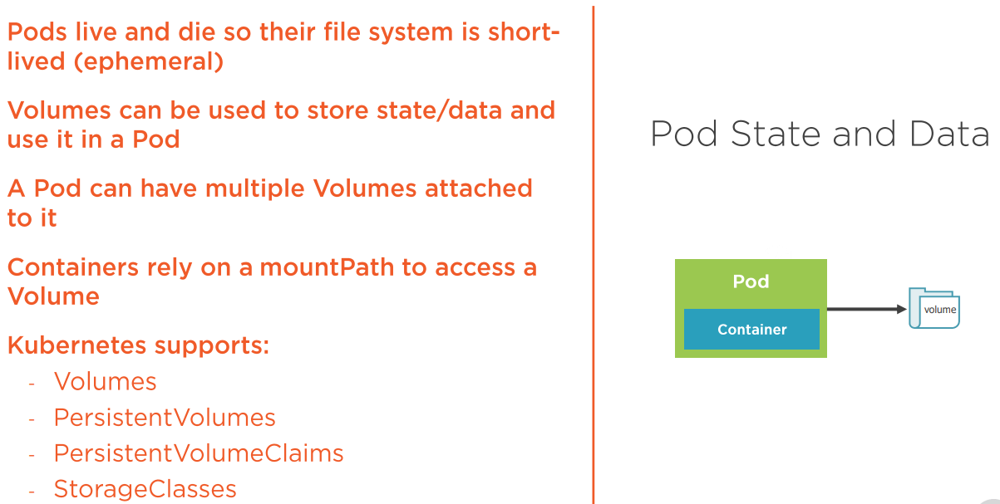 Pods live and die so their file system is short-
lived (ephemeral)
Volumes can be used to store state/data and
use it in a Pod
A Pod can have multiple Volumes attached
to it
Containers rely on a mountPath to access a
Volume
Kubernetes supports:
- Volumes
- PersistentVolumes
- PersistentVolumeClaims
- StorageClasses
Pod State and Data
Pod
Container
volume